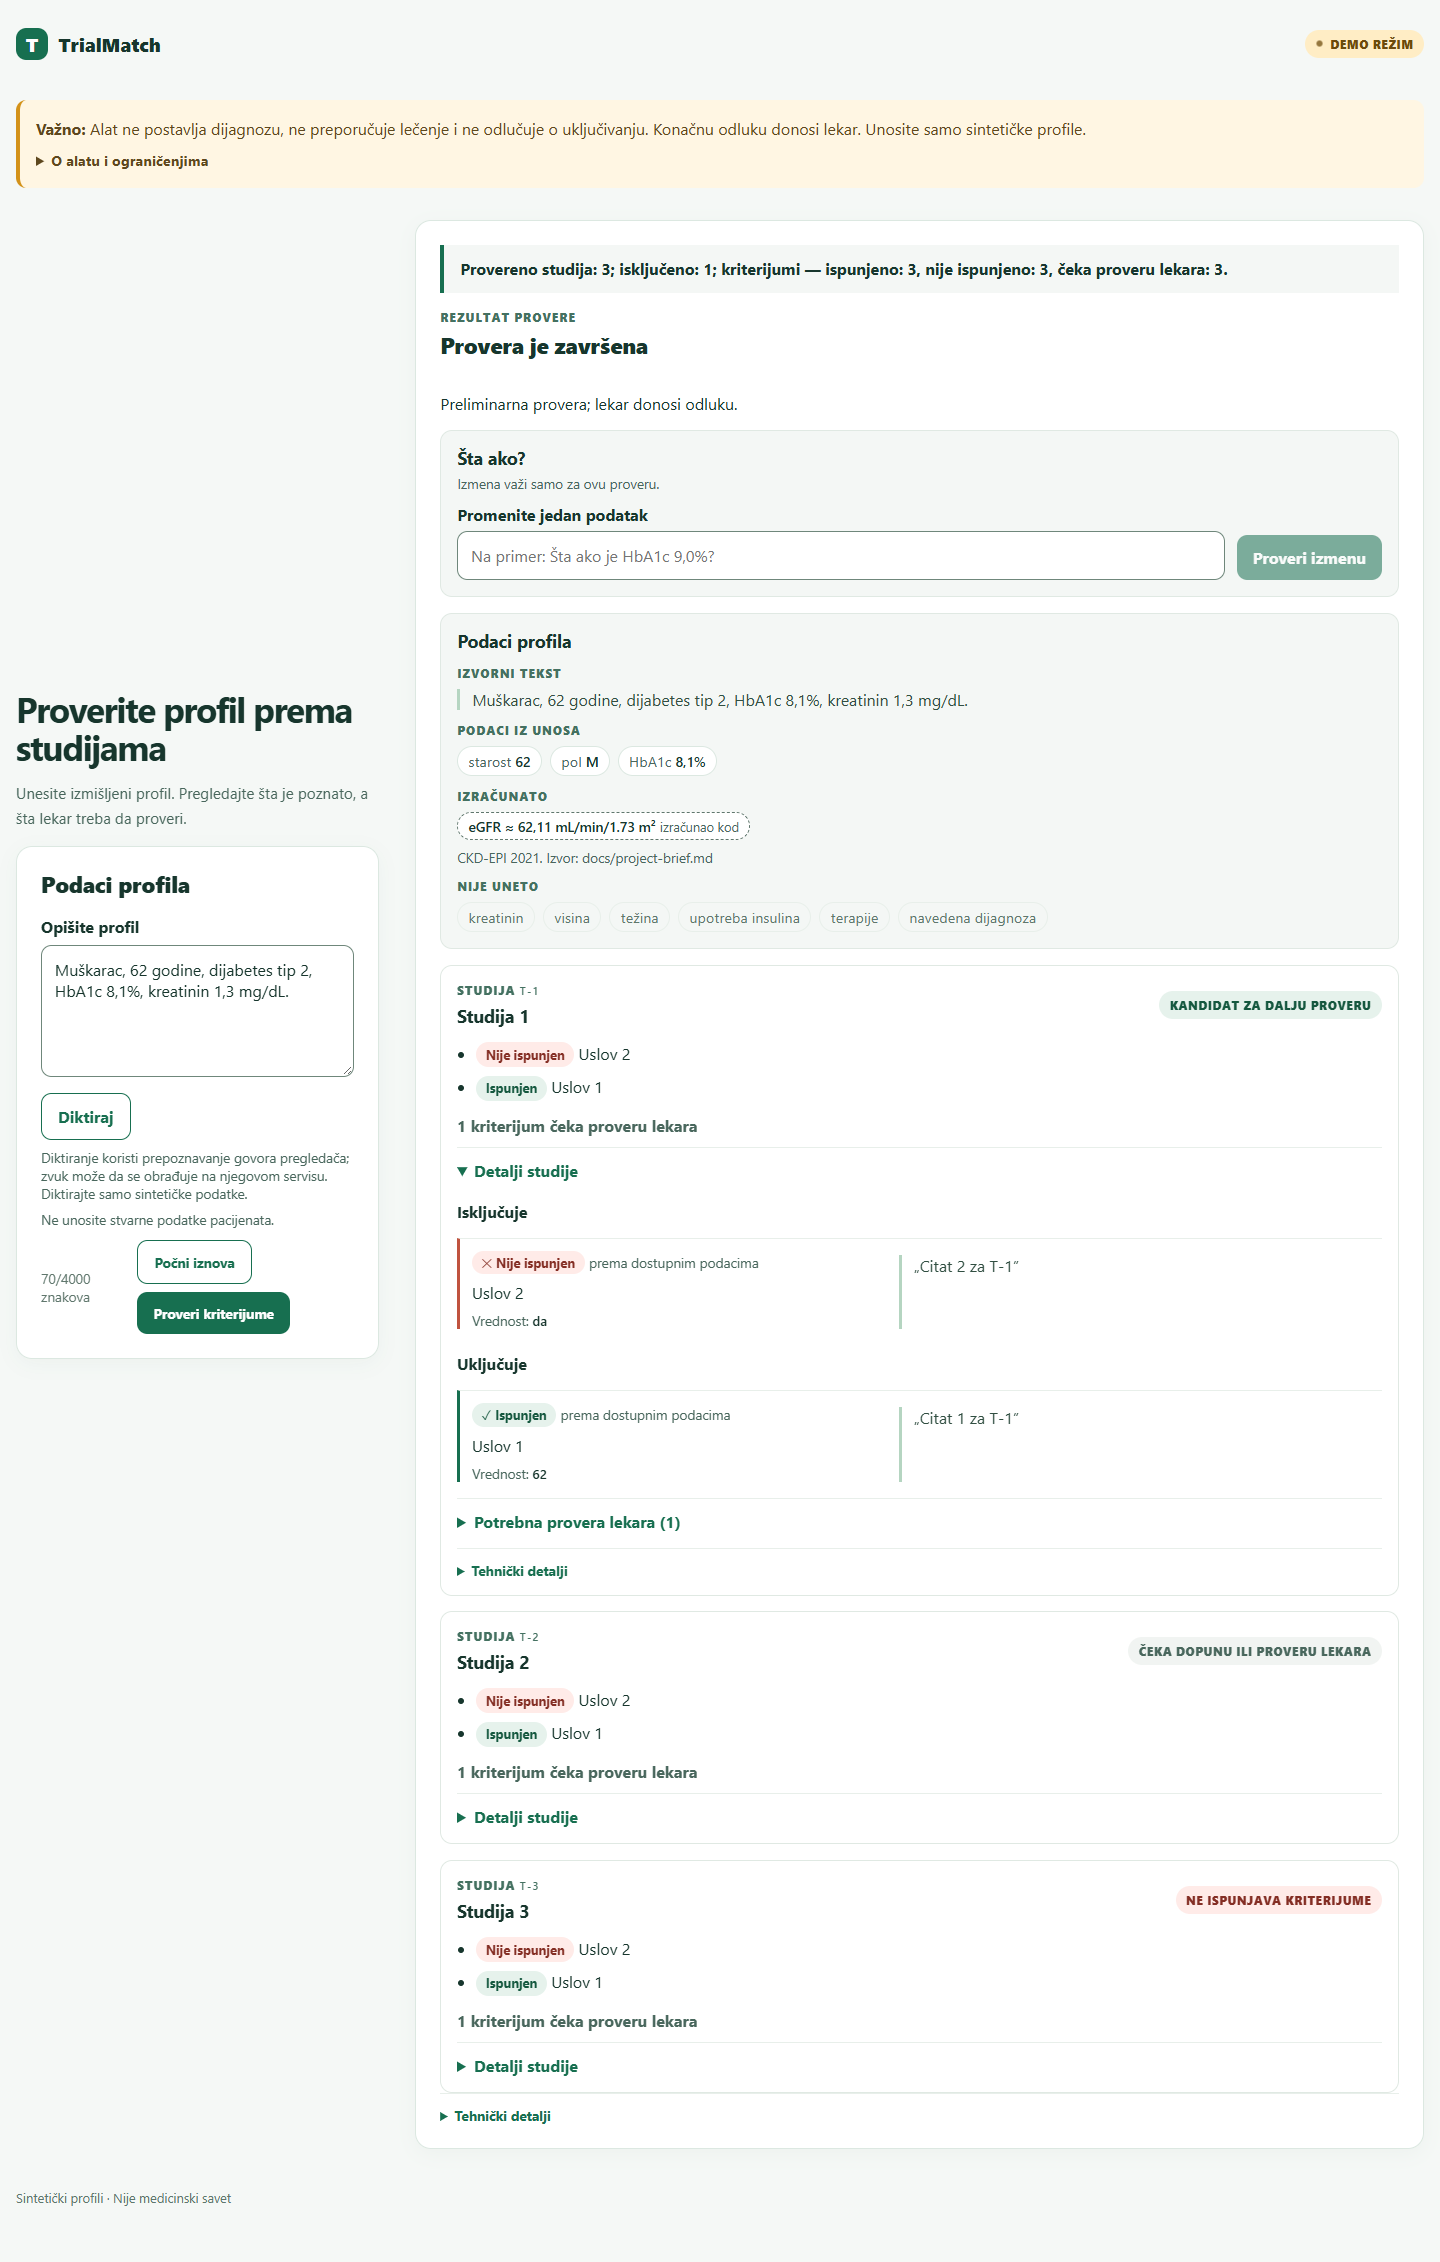 T TrialMatch
DEMO REŽIM
Važno: Alat ne postavlja dijagnozu, ne preporučuje lečenje i ne odlučuje o uključivanju. Konačnu odluku donosi lekar. Unosite samo sintetičke profile.
▶ O alatu i ograničenjima
Proverite profil prema
studijama
Unesite izmišljeni profil. Pregledajte šta je poznato, a
šta lekar treba da proveri.
Podaci profila
Opišite profil
Muškarac, 62 godine, dijabetes tip 2,
HbA1c 8,1%, kreatinin 1,3 mg/dL.
Diktiraj
Diktiranje koristi prepoznavanje govora pregledača;
zvuk može da se obrađuje na njegovom servisu.
Diktirajte samo sintetičke podatke.
Ne unosite stvarne podatke pacijenata.
70/4000
znakova
Počni iznova
Proveri kriterijume
Provereno studija: 3; isključeno: 1; kriterijumi — ispunjeno: 3, nije ispunjeno: 3, čeka proveru lekara: 3.
REZULTAT PROVERE
Provera je završena
Preliminarna provera; lekar donosi odluku.
Šta ako?
Izmena važi samo za ovu proveru.
Promenite jedan podatak
Na primer: Šta ako je HbA1c 9,0%?
Proveri izmenu
Podaci profila
IZVORNI TEKST
Muškarac, 62 godine, dijabetes tip 2, HbA1c 8,1%, kreatinin 1,3 mg/dL.
PODACI IZ UNOSA
starost 62
pol M
HbA1c 8,1%
IZRAČUNATO
eGFR ≈ 62,11 mL/min/1.73 m² izračunao kod
CKD-EPI 2021. Izvor: docs/project-brief.md
NIJE UNETO
kreatinin
visina
težina
upotreba insulina
terapije
navedena dijagnoza
STUDIJA T-1
Studija 1
KANDIDAT ZA DALJU PROVERU
• Nije ispunjen Uslov 2
• Ispunjen Uslov 1
1 kriterijum čeka proveru lekara
▼ Detalji studije
Isključuje
× Nije ispunjen prema dostupnim podacima
Uslov 2
Vrednost: da
„Citat 2 za T-1“
Uključuje
✓ Ispunjen prema dostupnim podacima
Uslov 1
Vrednost: 62
„Citat 1 za T-1“
▶ Potrebna provera lekara (1)
▶ Tehnički detalji
STUDIJA T-2
Studija 2
ČEKA DOPUNU ILI PROVERU LEKARA
• Nije ispunjen Uslov 2
• Ispunjen Uslov 1
1 kriterijum čeka proveru lekara
▶ Detalji studije
STUDIJA T-3
Studija 3
NE ISPUNJAVA KRITERIJUME
• Nije ispunjen Uslov 2
• Ispunjen Uslov 1
1 kriterijum čeka proveru lekara
▶ Detalji studije
▶ Tehnički detalji
Sintetički profili · Nije medicinski savet